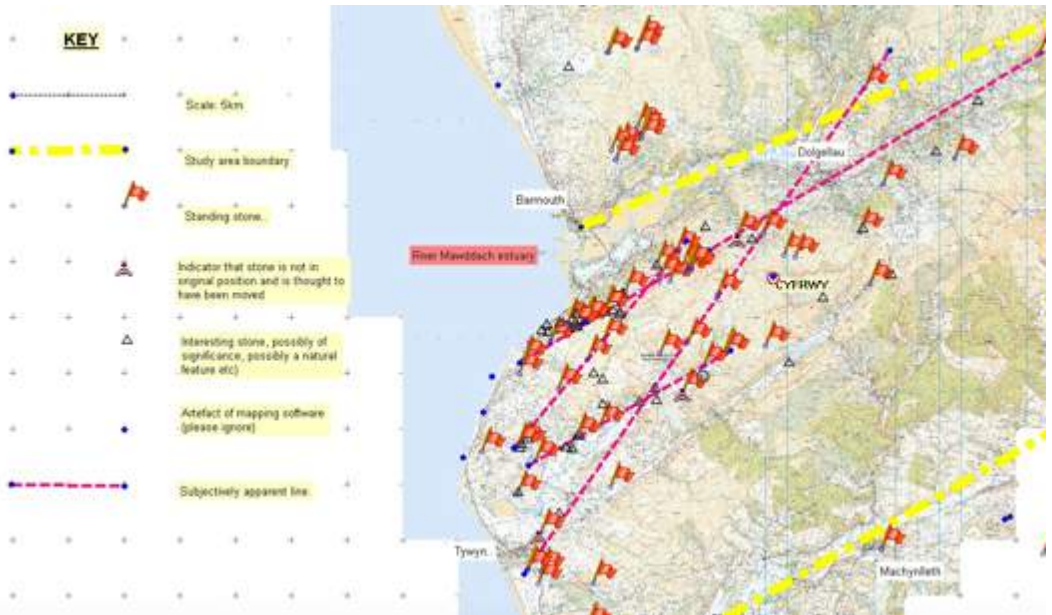 KEY
Scale: 5km
Study area boundary
Standing stone.
Indicator that stone is not in
original position and is thought to
have been moved
Interesting stone, possibly of
significance, possibly a natural
feature etc)
Artefact of mapping software
(please ignore)
Subjectively apparent line.
Dolgellau
Barmouth
River Mawddach estuary
CYFRWY
Tywyn.
Machynlleth